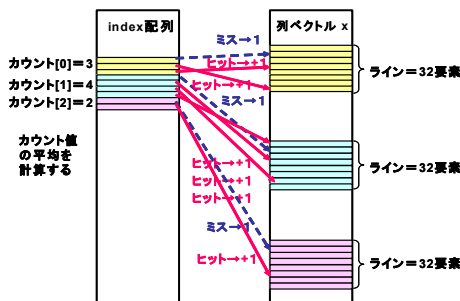 index配列
列ベクトル x
ミス→1
カウント[0]=3
ヒット→+1
カウント[1]=4
ヒット→+1
ライン=32要素
カウント[2]=2
ミス→1
カウント値
の平均を
計算する
ヒット→+1
ヒット→+1
ヒット→+1
ライン=32要素
ミス→1
ヒット→+1
ライン=32要素